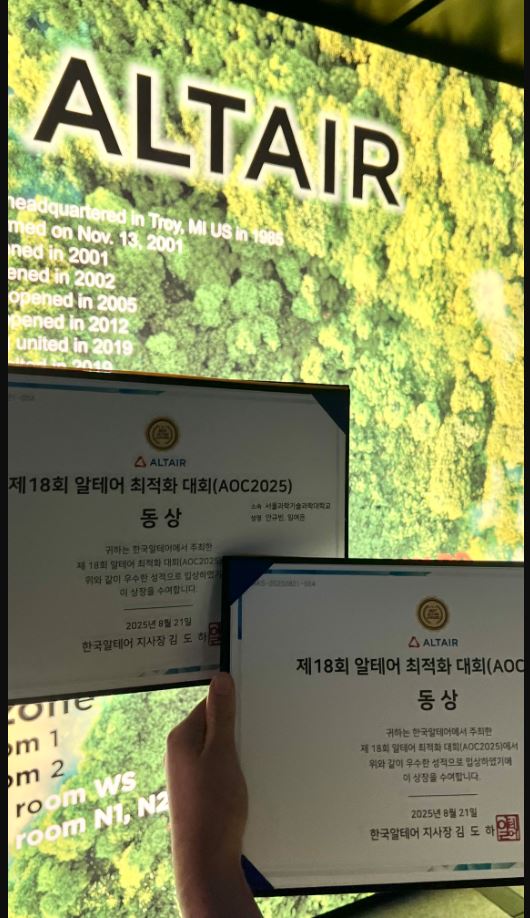 ALTAIR
headquartered in Troy, MI US in 1985
med on Nov. 13, 2001
ned in 2001
ened in 2002
opened in 2005
pened in 2012
united in 2019
ited in 2019
ALTAIR
제18회 알테어 최적화 대회(AOC2025)
동 상
소속 서울과학기술과학대학교
성명
귀하는 한국알테어에서 주최한
제 18회 알테어 최적화 대회(AOC2025
위와 같이 우수한 성적으로 입상하였기
이 상장을 수여합니다.
2025년 8월 21일
한국알테어 지사장 김 도 하
ALTAIR
제18회 알테어 최적화 대회(AOC
동 상
귀하는 한국알테어에서 주최한
제 18회 알테어 최적화 대회(AOC2025)에서
위와 같이 우수한 성적으로 입상하였기에
이 상장을 수여합니다.
2025년 8월 21일
한국알테어 지사장 김 도 하
zone
om 1
om 2
room WS
room N1, N2